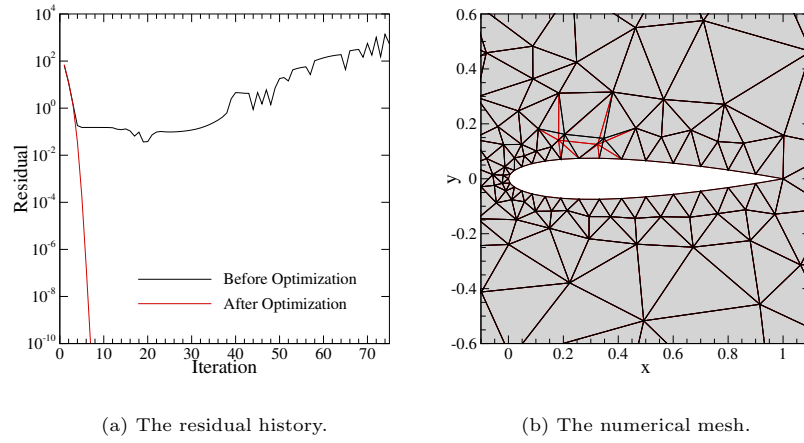 10^4
10^2
10^0
10^-2
10^-4
10^-6
10^-8
10^-10
Residual
0 10 20 30 40 50 60 70
Iteration
Before Optimization
After Optimization
(a) The residual history.
0.6
0.4
0.2
0
-0.2
-0.4
-0.6
y
0 0.2 0.4 0.6 0.8 1
x
(b) The numerical mesh.